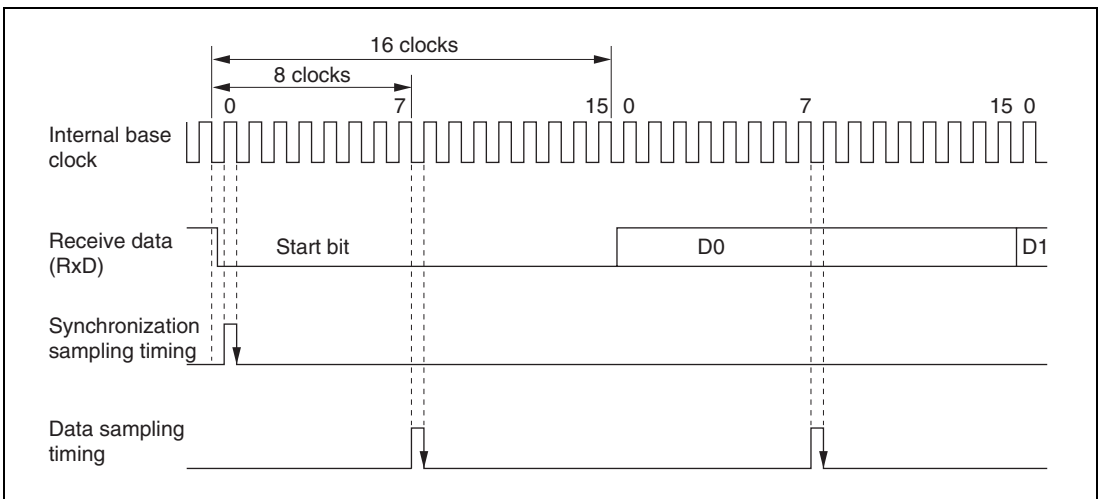 16 clocks
8 clocks
0 7 15 0 7 15 0
Internal base
clock
Receive data
(RxD)
Start bit D0 D1
Synchronization
sampling timing
Data sampling
timing